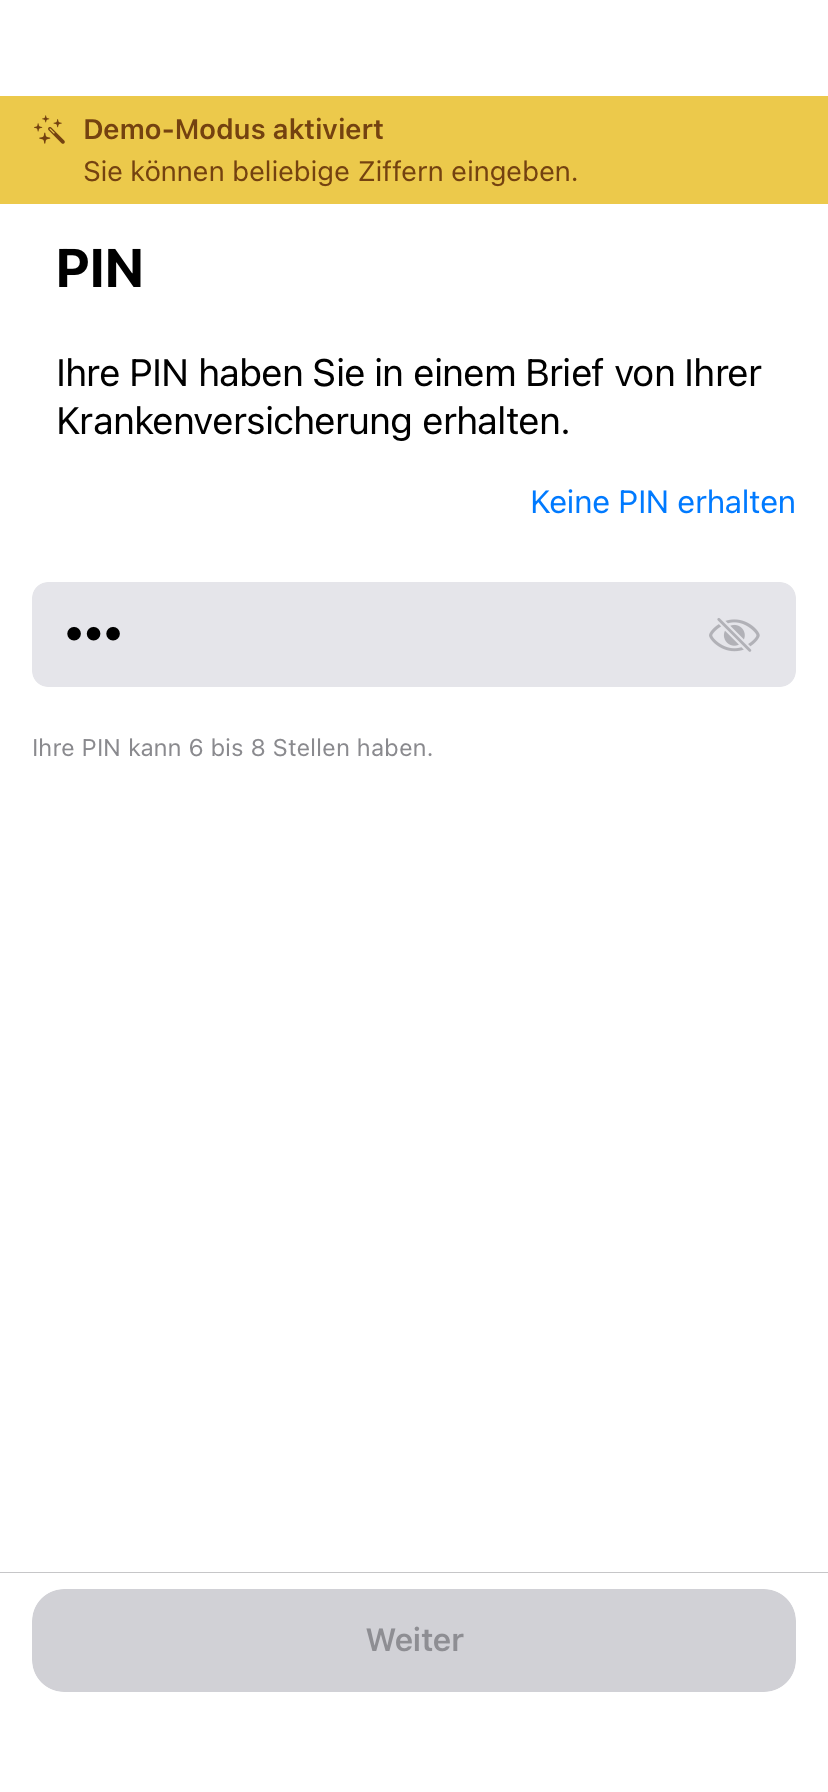 Demo-Modus aktiviert
Sie können beliebige Ziffern eingeben.
PIN
Ihre PIN haben Sie in einem Brief von Ihrer
Krankenversicherung erhalten.
Keine PIN erhalten
•••
Ihre PIN kann 6 bis 8 Stellen haben.
Weiter